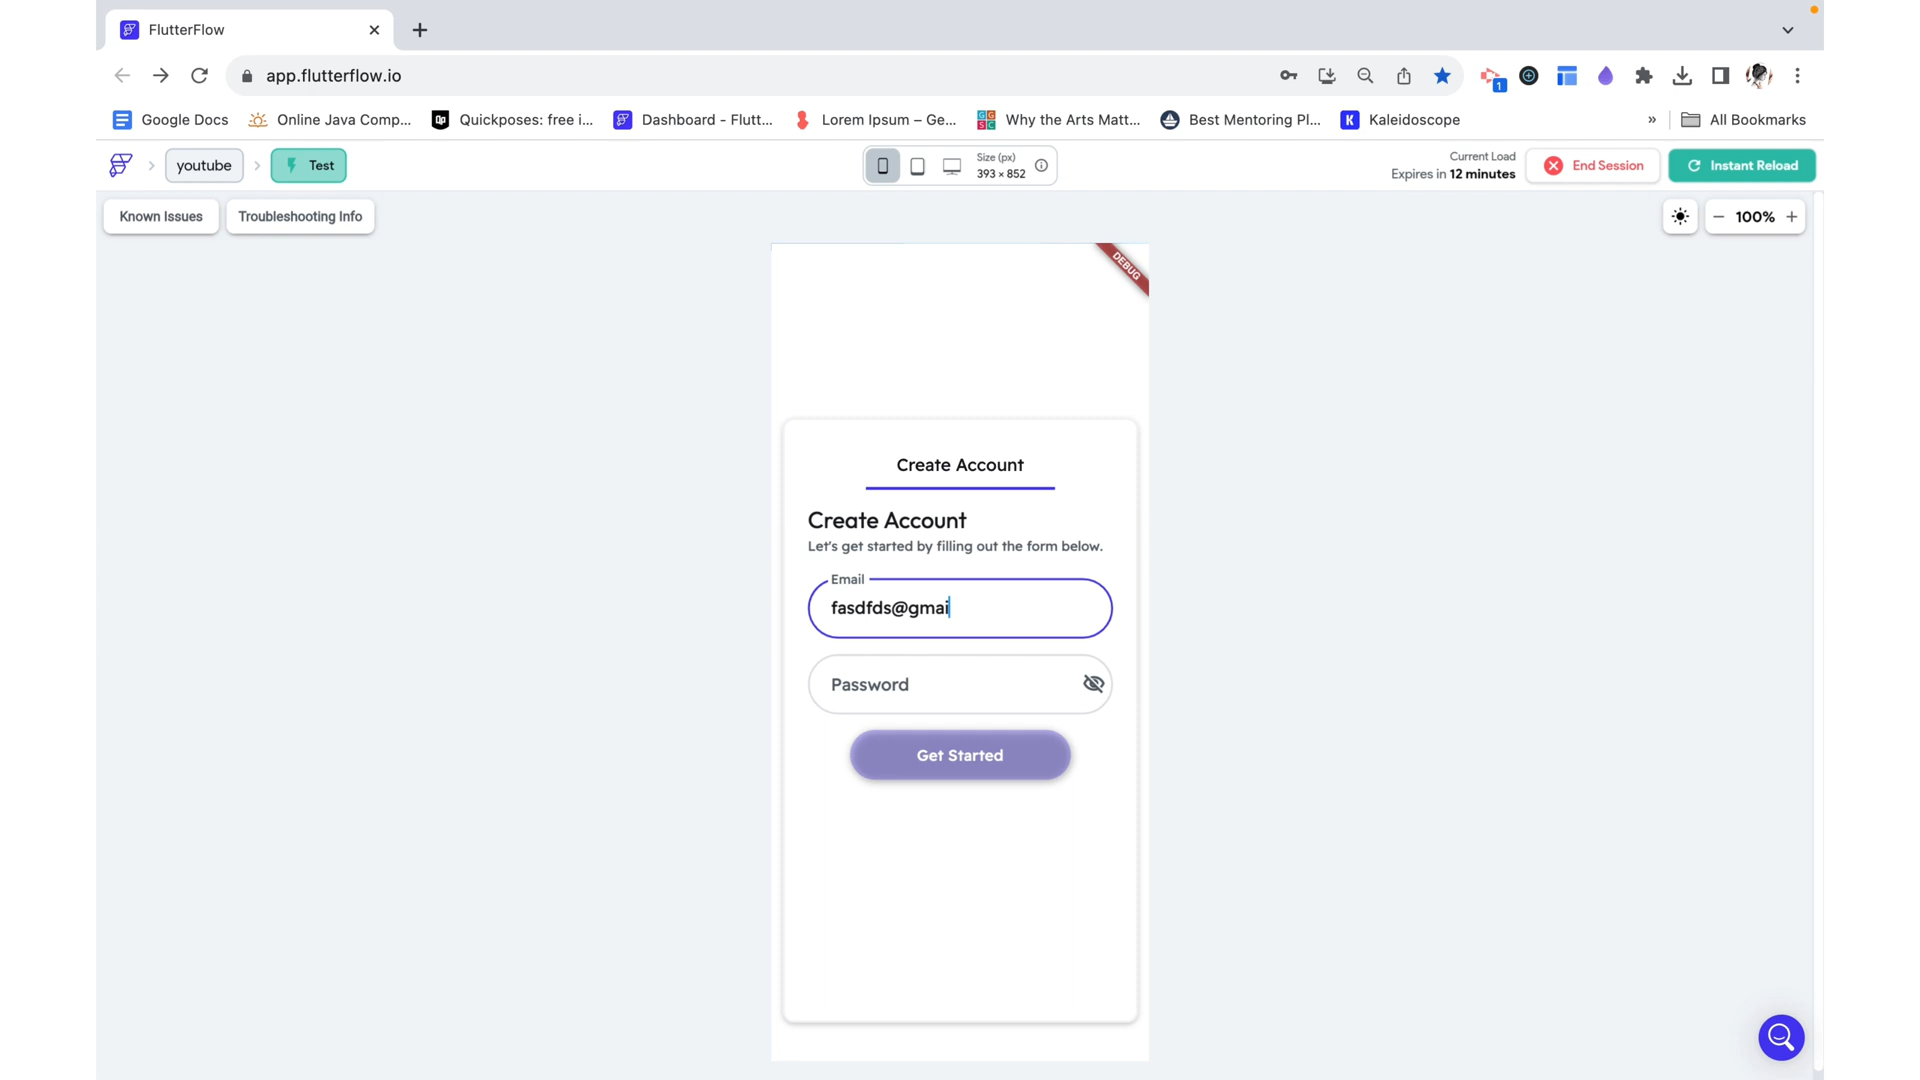 FlutterFlow
app.flutterflow.io
1
Google Docs
Online Java Comp...
Quickposes: free i...
Dashboard - Flutt...
Lorem Ipsum – Ge...
Why the Arts Matt...
Best Mentoring Pl...
K
Kaleidoscope
»
All Bookmarks
youtube
Test
Size (px)
393 × 852
Current Load
Expires in 12 minutes
End Session
Instant Reload
Known Issues
Troubleshooting Info
100%
DEBUG
Create Account
Create Account
Let's get started by filling out the form below.
Email
fasdfds@gmai
Password
Get Started